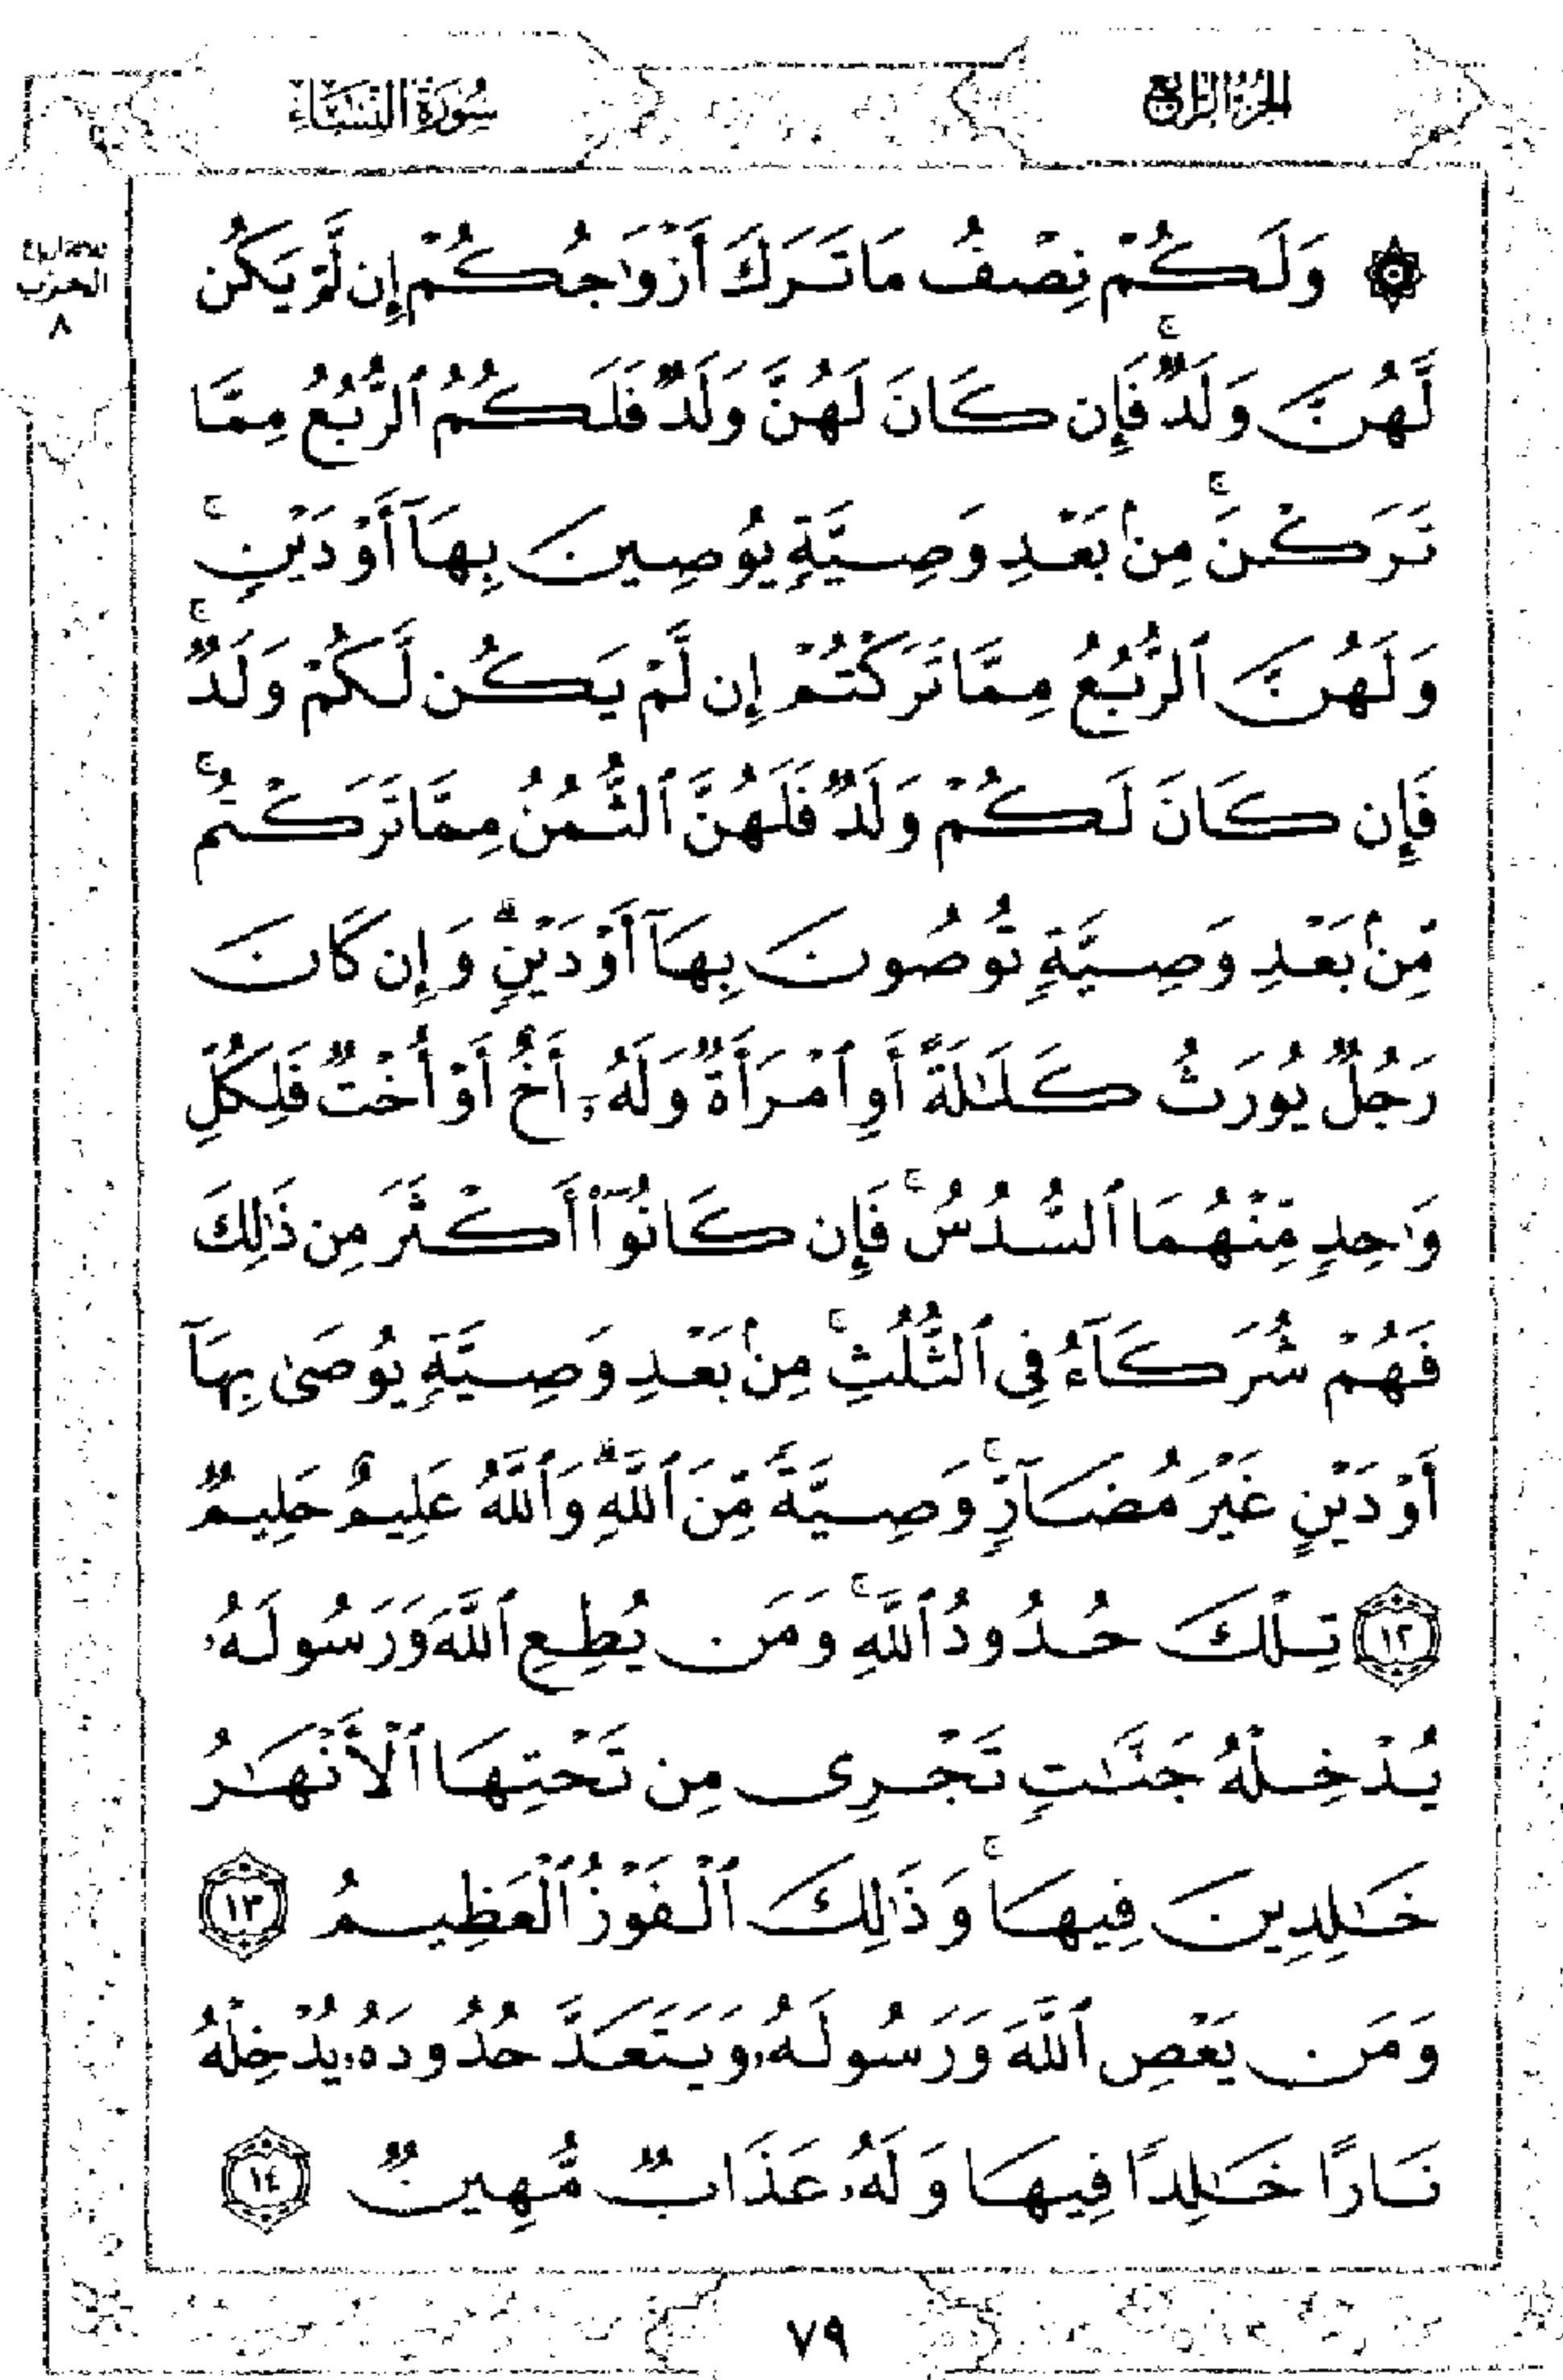 الجزء الرابع
سورة النساء
الحزب
٨
۞ وَلَكُمْ نِصْفُ مَا تَرَكَ أَزْوَٰجُكُمْ إِن لَّمْ يَكُن
لَّهُنَّ وَلَدٌ ۚ فَإِن كَانَ لَهُنَّ وَلَدٌ فَلَكُمُ ٱلرُّبُعُ مِمَّا
تَرَكْنَ ۚ مِنۢ بَعْدِ وَصِيَّةٍ يُوصِينَ بِهَآ أَوْ دَيْنٍ ۚ
وَلَهُنَّ ٱلرُّبُعُ مِمَّا تَرَكْتُمْ إِن لَّمْ يَكُن لَّكُمْ وَلَدٌ ۚ
فَإِن كَانَ لَكُمْ وَلَدٌ فَلَهُنَّ ٱلثُّمُنُ مِمَّا تَرَكْتُم ۚ
مِّنۢ بَعْدِ وَصِيَّةٍ تُوصُونَ بِهَآ أَوْ دَيْنٍ ۗ وَإِن كَانَ
رَجُلٌ يُورَثُ كَلَٰلَةً أَوِ ٱمْرَأَةٌ وَلَهُۥٓ أَخٌ أَوْ أُخْتٌ فَلِكُلِّ
وَٰحِدٍ مِّنْهُمَا ٱلسُّدُسُ ۚ فَإِن كَانُوٓا۟ أَكْثَرَ مِن ذَٰلِكَ
فَهُمْ شُرَكَآءُ فِى ٱلثُّلُثِ ۚ مِنۢ بَعْدِ وَصِيَّةٍ يُوصَىٰ بِهَآ
أَوْ دَيْنٍ غَيْرَ مُضَآرٍّ ۚ وَصِيَّةً مِّنَ ٱللَّهِ ۗ وَٱللَّهُ عَلِيمٌ حَلِيمٌ
١٢ تِلْكَ حُدُودُ ٱللَّهِ ۚ وَمَن يُطِعِ ٱللَّهَ وَرَسُولَهُۥ
يُدْخِلْهُ جَنَّٰتٍ تَجْرِى مِن تَحْتِهَا ٱلْأَنْهَٰرُ
خَٰلِدِينَ فِيهَا ۚ وَذَٰلِكَ ٱلْفَوْزُ ٱلْعَظِيمُ ١٣
وَمَن يَعْصِ ٱللَّهَ وَرَسُولَهُۥ وَيَتَعَدَّ حُدُودَهُۥ يُدْخِلْهُ
نَارًا خَٰلِدًا فِيهَا وَلَهُۥ عَذَابٌ مُّهِينٌ ١٤
٧٩